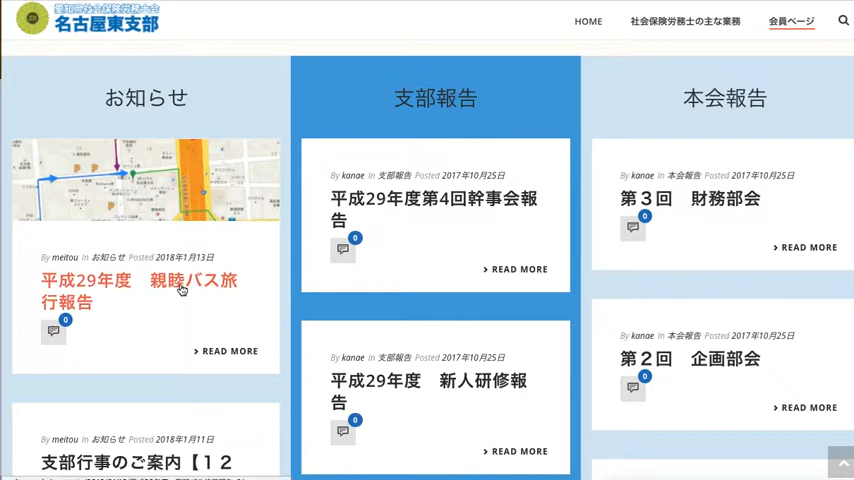 愛知県社会保険労務士会
名古屋東支部
HOME
社会保険労務士の主な業務
会員ページ
お知らせ
By meitou In お知らせ Posted 2018年1月13日
平成29年度 親睦バス旅
行報告
0
READ MORE
By meitou In お知らせ Posted 2018年1月11日
支部行事のご案内【１２
支部報告
By kanae In 支部報告 Posted 2017年10月25日
平成29年度第4回幹事会報
告
0
READ MORE
By kanae In 支部報告 Posted 2017年10月25日
平成29年度 新人研修報
告
0
READ MORE
本会報告
By kanae In 本会報告 Posted 2017年10月25日
第３回 財務部会
0
READ MORE
By kanae In 本会報告 Posted 2017年10月25日
第２回 企画部会
0
READ MORE